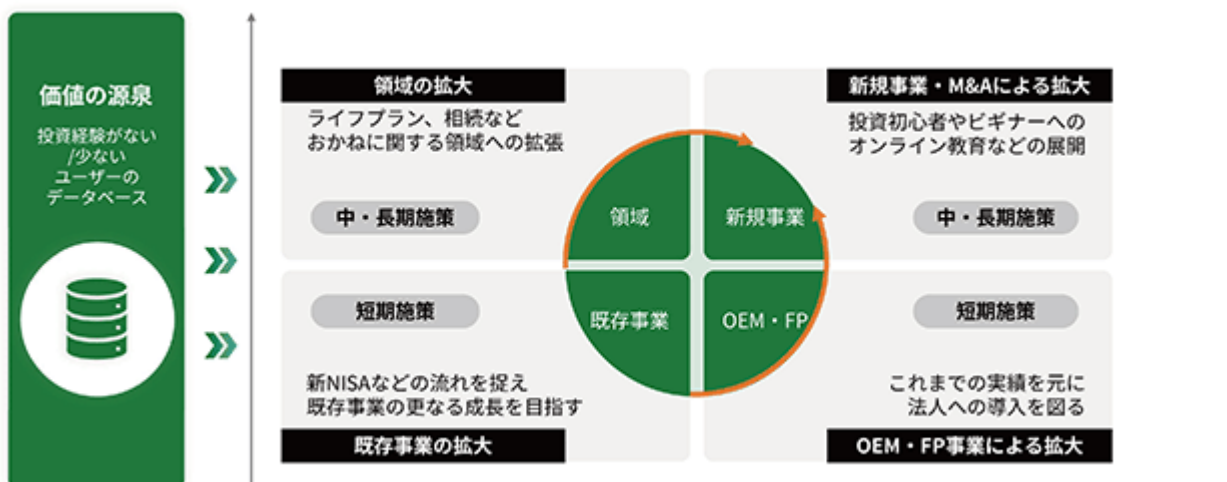 価値の源泉
投資経験がない
/少ない
ユーザーの
データベース
領域の拡大
ライフプラン、相続など
おかねに関する領域への拡張
中・長期施策
新規事業・M&Aによる拡大
投資初心者やビギナーへの
オンライン教育などの展開
中・長期施策
領域
新規事業
既存事業
OEM・FP
短期施策
新NISAなどの流れを捉え
既存事業の更なる成長を目指す
既存事業の拡大
短期施策
これまでの実績を元に
法人への導入を図る
OEM・FP事業による拡大